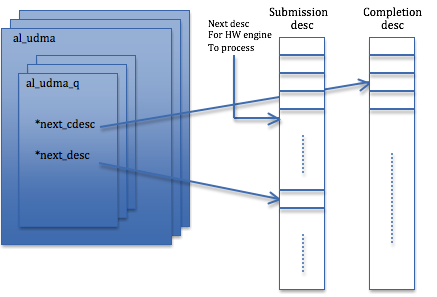 al_udma
al_udma_q
*next_cdesc
*next_desc
Next desc
For HW engine
To process
Submission
desc
Completion
desc